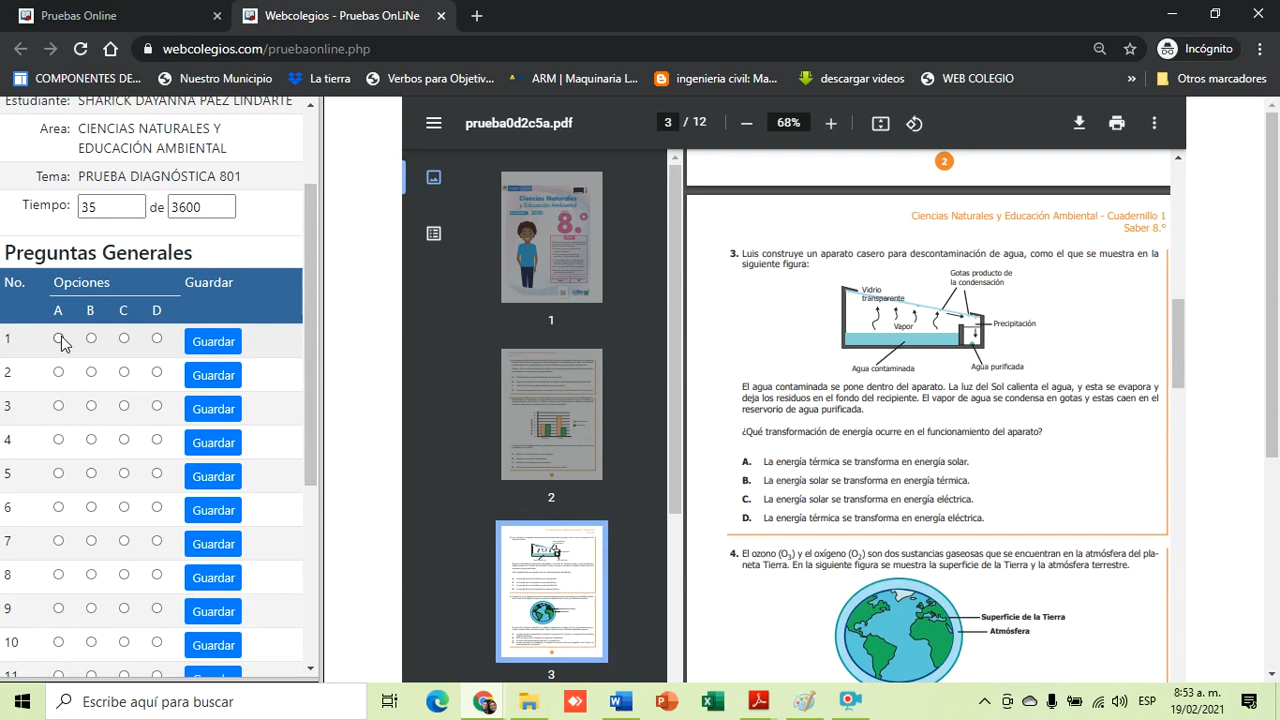 Pruebas Online
Webcolegios - Pruebas OnLiNe
webcolegios.com/pruebaonline.php
Incógnito
COMPONENTES DE...
Nuestro Municipio
La tierra
Verbos para Objetiv...
ARM | Maquinaria L...
ingenieria civil: Ma...
descargar videos
WEB COLEGIO
»
Otros marcadores
Estudiante: SHARICK DAYANNA PAEZ LINDARTE
Area: CIENCIAS NATURALES Y
EDUCACIÓN AMBIENTAL
Tema: PRUEBA DIAGNÓSTICA 801
Tiempo: 35 de 3600
Preguntas Generales
No. Opciones Guardar
A B C D
1 Guardar
2 Guardar
3 Guardar
4 Guardar
5 Guardar
6 Guardar
7 Guardar
8 Guardar
9 Guardar
10 Guardar
11
prueba0d2c5a.pdf
3 / 12
68%
Ciencias Naturales
y Educación Ambiental
2020
8.°
1
2
3
2
Ciencias Naturales y Educación Ambiental - Cuadernillo 1
Saber 8.°
3. Luis construye un aparato casero para descontaminación de agua, como el que se muestra en la
siguiente figura:
Gotas producto de
la condensación
Vidrio
transparente
Vapor
Precipitación
Agua contaminada
Agua purificada
El agua contaminada se pone dentro del aparato. La luz del Sol calienta el agua, y esta se evapora y
deja los residuos en el fondo del recipiente. El vapor de agua se condensa en gotas y estas caen en el
reservorio de agua purificada.
¿Qué transformación de energía ocurre en el funcionamiento del aparato?
A. La energía térmica se transforma en energía solar.
B. La energía solar se transforma en energía térmica.
C. La energía solar se transforma en energía eléctrica.
D. La energía térmica se transforma en energía eléctrica.
4. El ozono (O3) y el oxígeno (O2) son dos sustancias gaseosas que se encuentran en la atmósfera del pla-
neta Tierra. En la siguiente figura se muestra la superficie de la Tierra y la atmósfera terrestre.
Superficie de la Tierra
Atmósfera
Escribe aquí para buscar
ESP
8:53 a. m.
19/02/2021